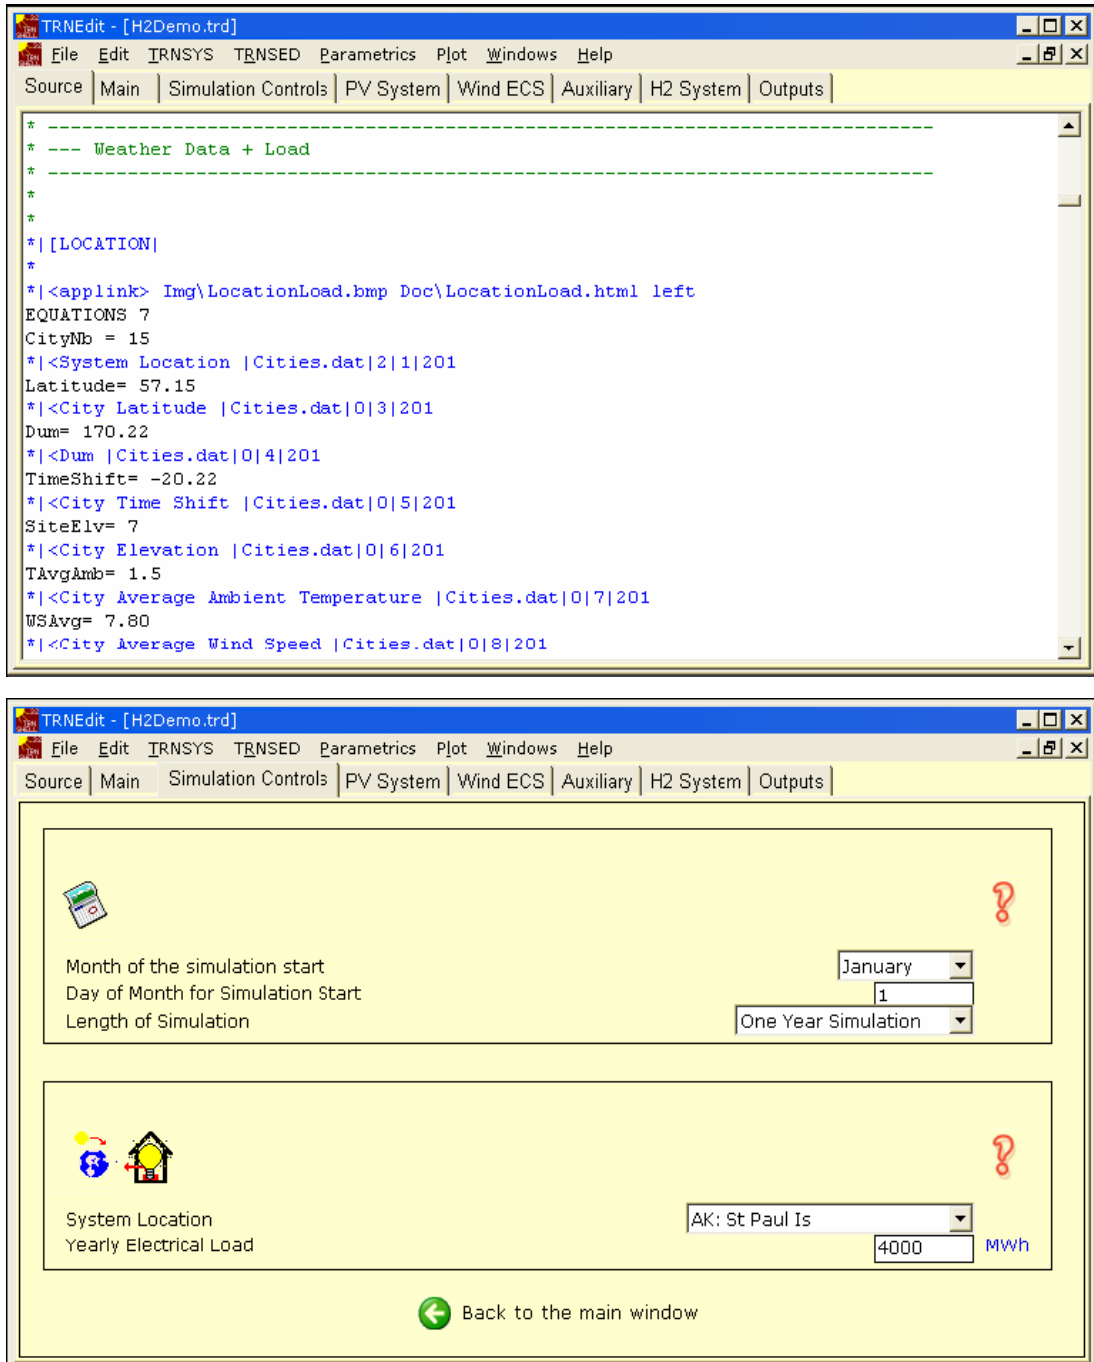 TRNEdit - [H2Demo.trd]
File Edit TRNSYS TRNSED Parametrics Plot Windows Help
Source Main Simulation Controls PV System Wind ECS Auxiliary H2 System Outputs
* ------------------------------------------------------------------------------
* --- Weather Data + Load
* ------------------------------------------------------------------------------
*
*
*|[LOCATION|
*
*|<applink> Img\LocationLoad.bmp Doc\LocationLoad.html left
EQUATIONS 7
CityNb = 15
*|<System Location |Cities.dat|2|1|201
Latitude= 57.15
*|<City Latitude |Cities.dat|0|3|201
Dum= 170.22
*|<Dum |Cities.dat|0|4|201
TimeShift= -20.22
*|<City Time Shift |Cities.dat|0|5|201
SiteElv= 7
*|<City Elevation |Cities.dat|0|6|201
TAvgAmb= 1.5
*|<City Average Ambient Temperature |Cities.dat|0|7|201
WSAvg= 7.80
*|<City Average Wind Speed |Cities.dat|0|8|201
TRNEdit - [H2Demo.trd]
File Edit TRNSYS TRNSED Parametrics Plot Windows Help
Source Main Simulation Controls PV System Wind ECS Auxiliary H2 System Outputs
Month of the simulation start January
Day of Month for Simulation Start 1
Length of Simulation One Year Simulation
System Location AK: St Paul Is
Yearly Electrical Load 4000 MWh
Back to the main window